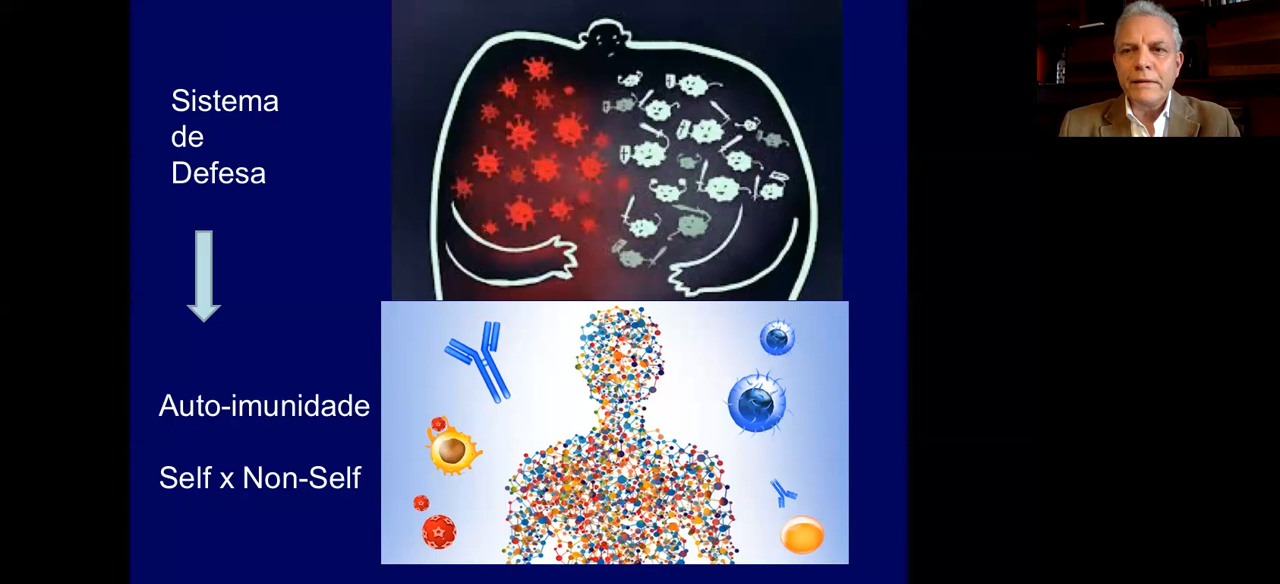 Sistema
de
Defesa
Auto-imunidade
Self x Non-Self